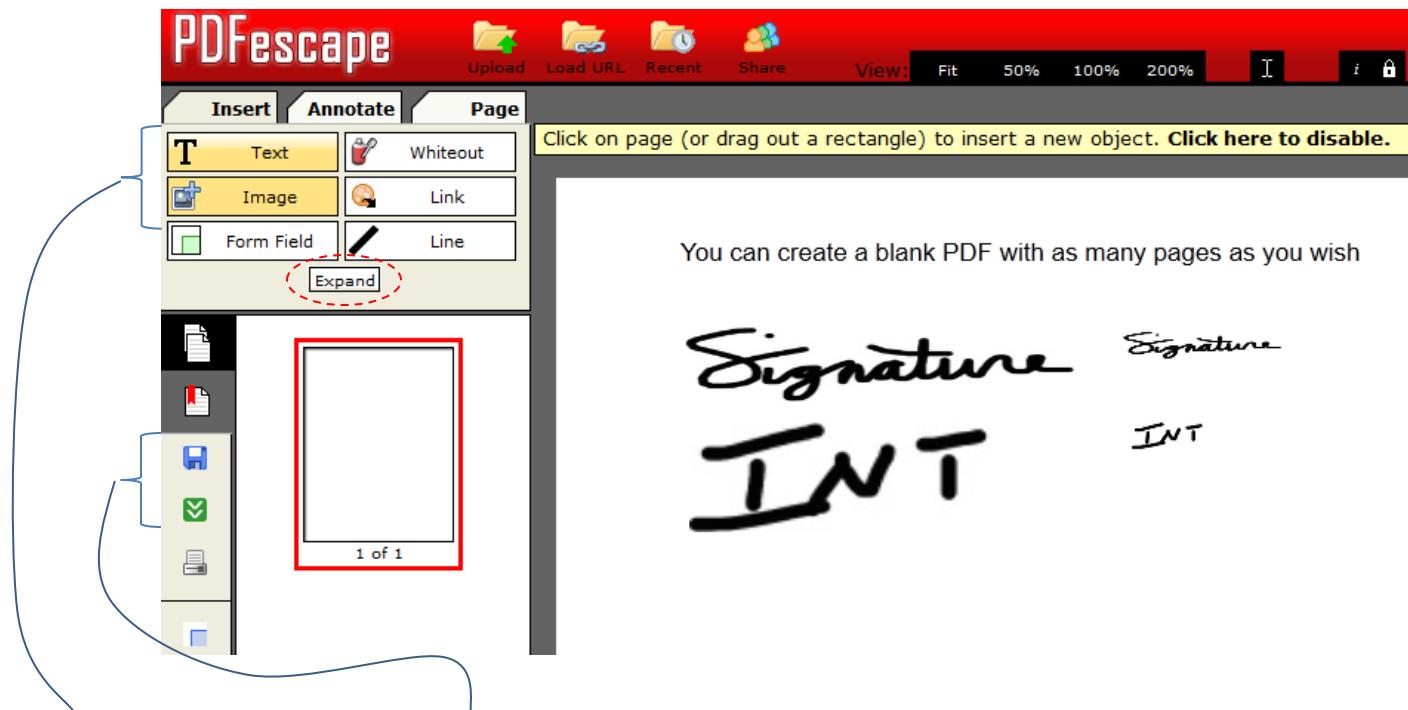 PDFescape
Upload Load URL Recent Share View: Fit 50% 100% 200% i
Insert Annotate Page
Text Whiteout
Image Link
Form Field Line
Expand
Click on page (or drag out a rectangle) to insert a new object. Click here to disable.
1 of 1
You can create a blank PDF with as many pages as you wish
Signature Signature
INT INT